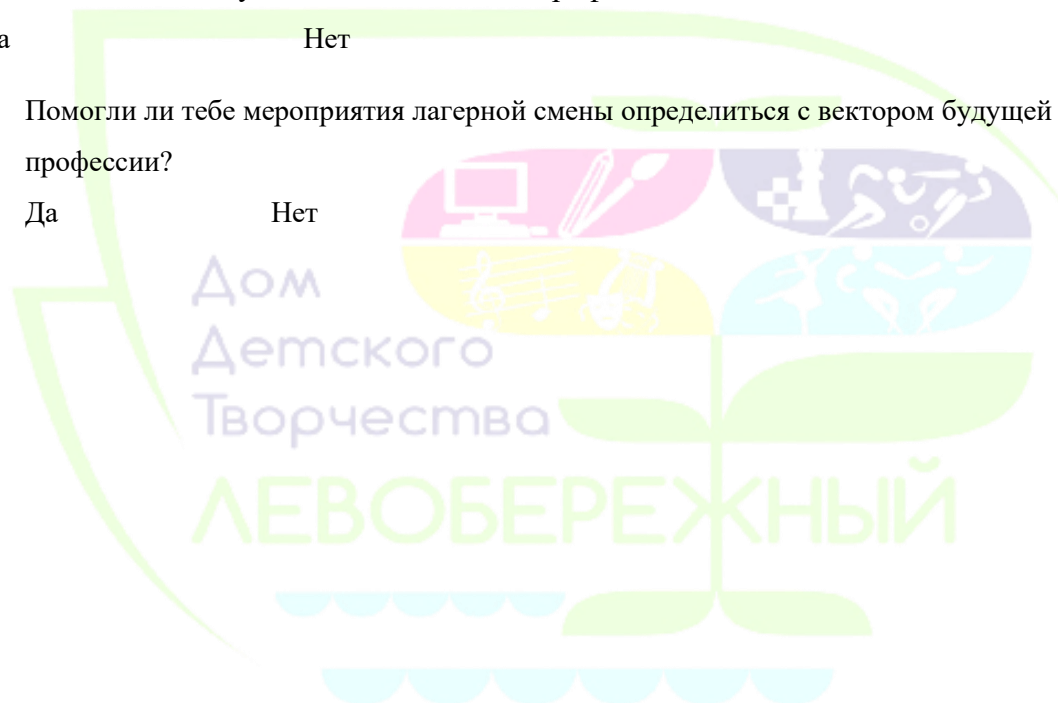 Нет
Помогли ли тебе мероприятия лагерной смены определиться с вектором будущей
профессии?
Да Нет
Дом
Детского
Творчества
ЛЕВОБЕРЕЖНЫЙ